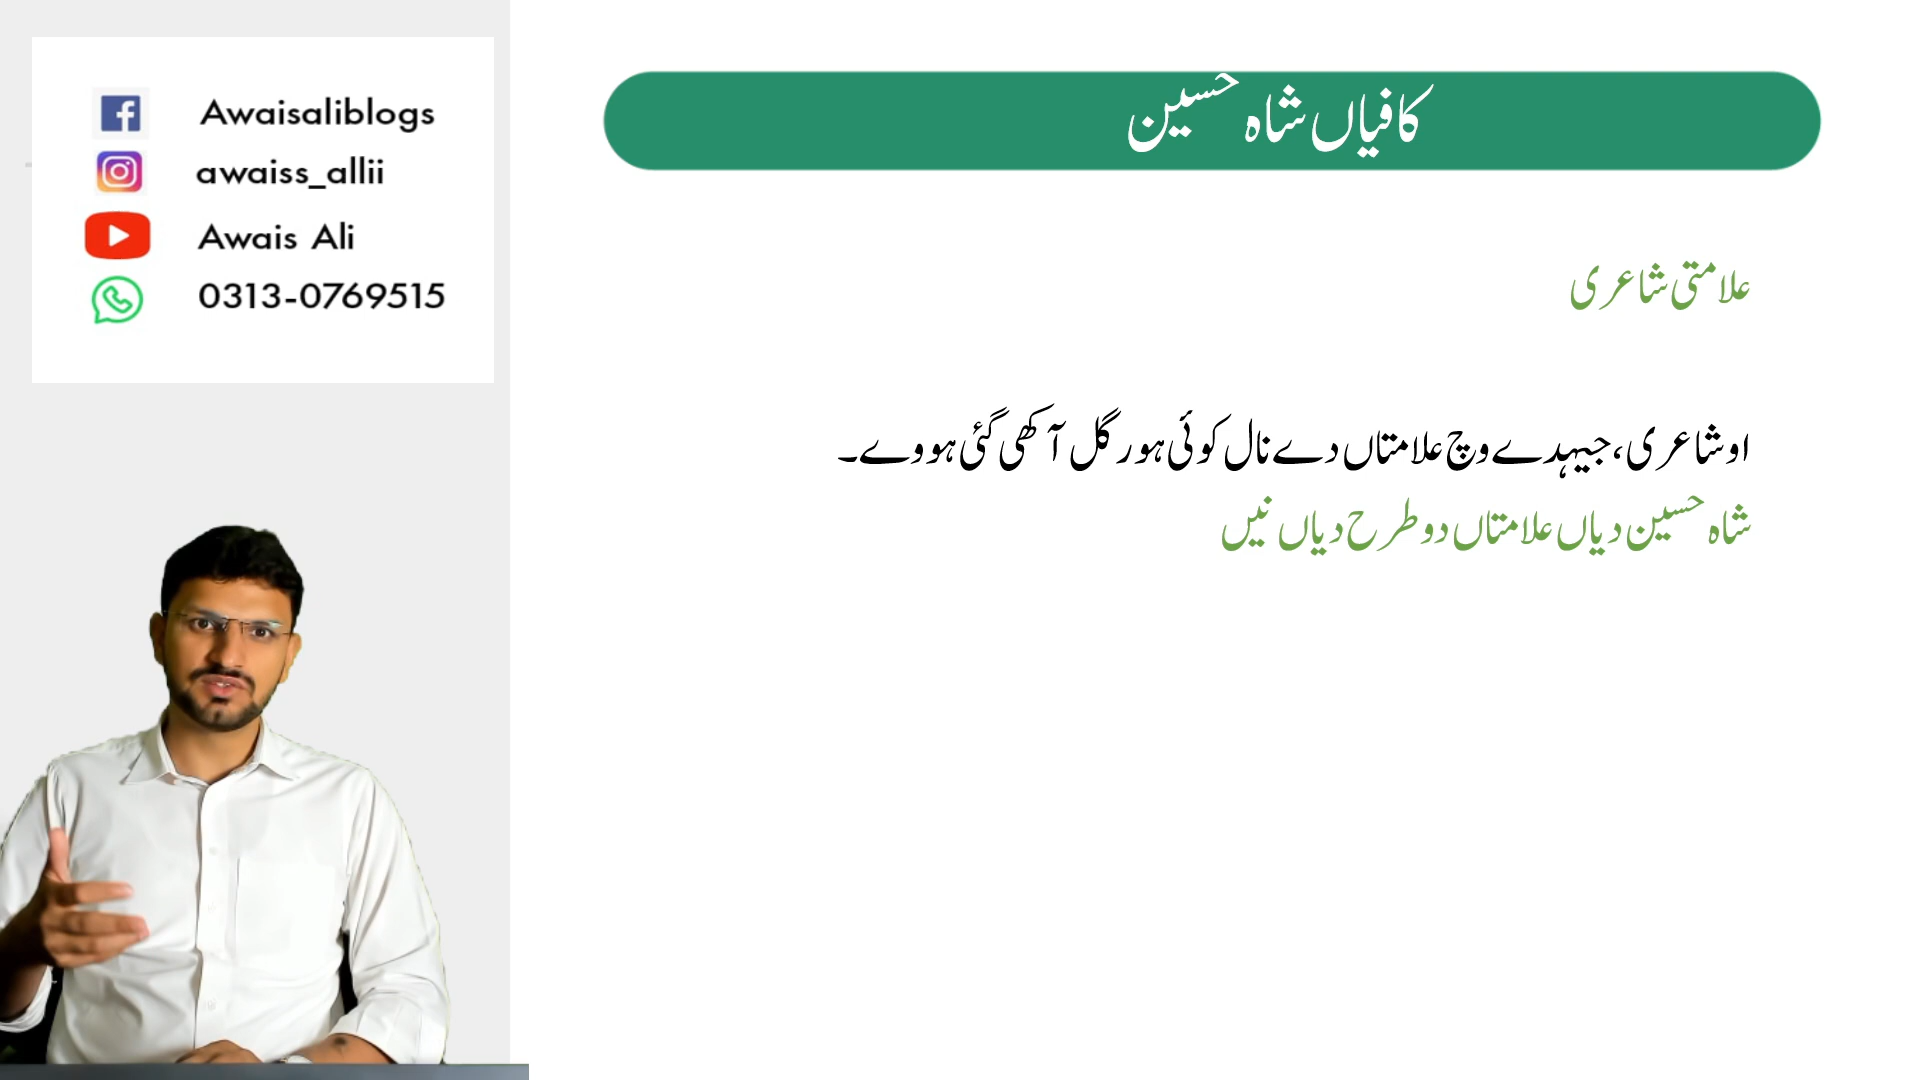 Awaisaliblogs
awaiss_allii
Awais Ali
0313-0769515
کافیاں شاہ حسین
علامتی شاعری
او شاعری، جیہدے وچ علامتاں دے نال کوئی ہور گل آکھی گئی ہووے۔
شاہ حسین دیاں علامتاں دو طرح دیاں نیں